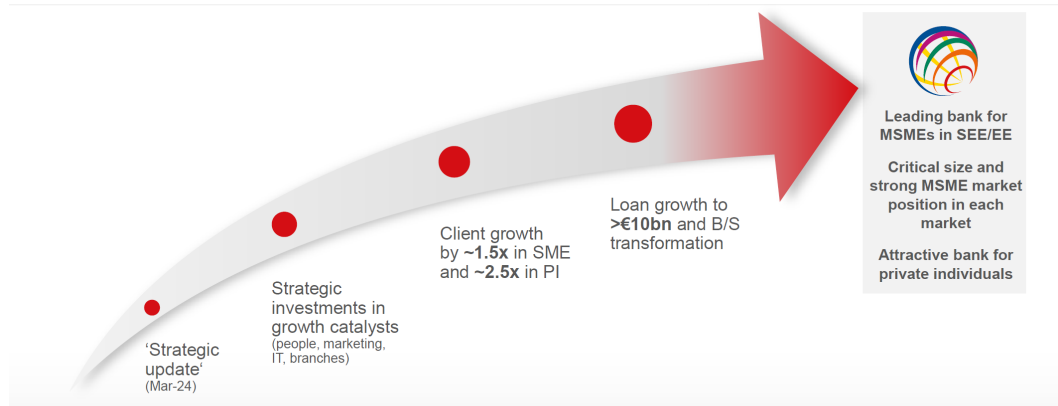 ‘Strategic
update‘
(Mar-24)
Strategic
investments in
growth catalysts
(people, marketing,
IT, branches)
Client growth
by ~1.5x in SME
and ~2.5x in PI
Loan growth to
>€10bn and B/S
transformation
Leading bank for
MSMEs in SEE/EE
Critical size and
strong MSME market
position in each
market
Attractive bank for
private individuals